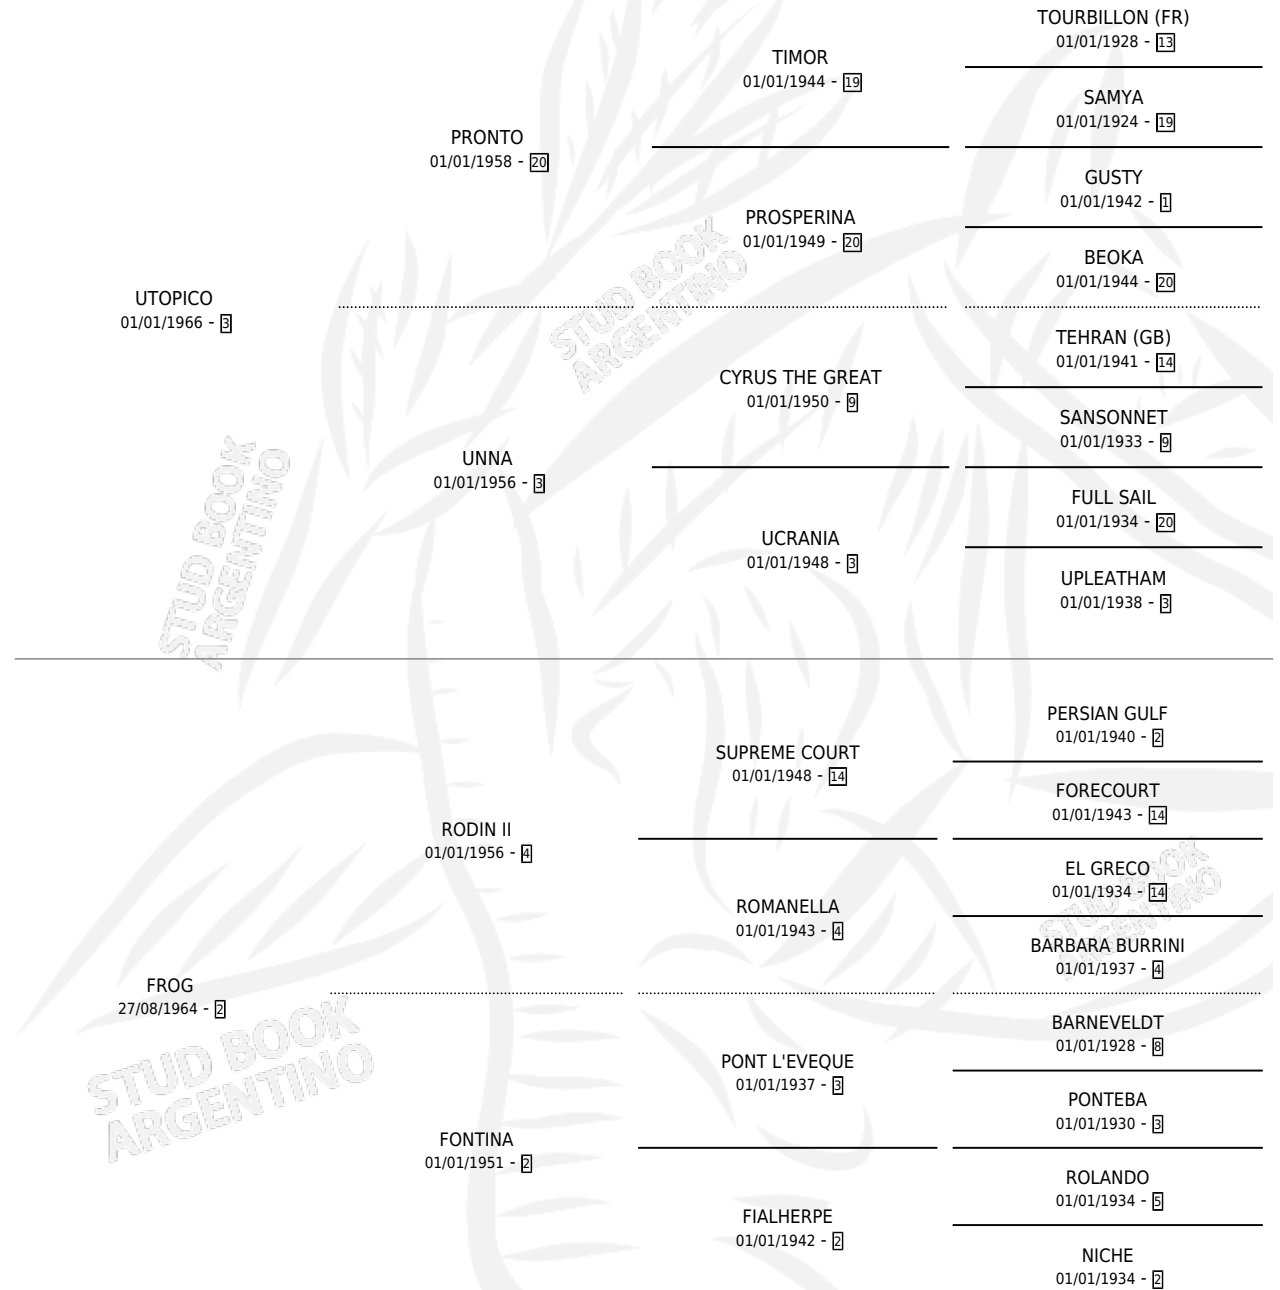 TOURBILLON (FR)
01/01/1928 - 13
TIMOR
01/01/1944 - 19
SAMYA
01/01/1924 - 19
PRONTO
01/01/1958 - 20
GUSTY
01/01/1942 - 1
PROSPERINA
01/01/1949 - 20
BEOKA
01/01/1944 - 20
UTOPICO
01/01/1966 - 3
TEHRAN (GB)
01/01/1941 - 14
CYRUS THE GREAT
01/01/1950 - 9
SANSONNET
01/01/1933 - 9
UNNA
01/01/1956 - 3
FULL SAIL
01/01/1934 - 20
UCRANIA
01/01/1948 - 3
UPLEATHAM
01/01/1938 - 3
PERSIAN GULF
01/01/1940 - 2
SUPREME COURT
01/01/1948 - 14
FORECOURT
01/01/1943 - 14
RODIN II
01/01/1956 - 4
EL GRECO
01/01/1934 - 14
ROMANELLA
01/01/1943 - 4
BARBARA BURRINI
01/01/1937 - 4
FROG
27/08/1964 - 2
BARNEVELDT
01/01/1928 - 8
PONT L'EVEQUE
01/01/1937 - 3
PONTEBA
01/01/1930 - 3
FONTINA
01/01/1951 - 2
ROLANDO
01/01/1934 - 5
FIALHERPE
01/01/1942 - 2
NICHE
01/01/1934 - 2
STUD BOOK
ARGENTINO
STUD BOOK
ARGENTINO
STUD BOOK
ARGENTINO
STUD BOOK
ARGENTINO